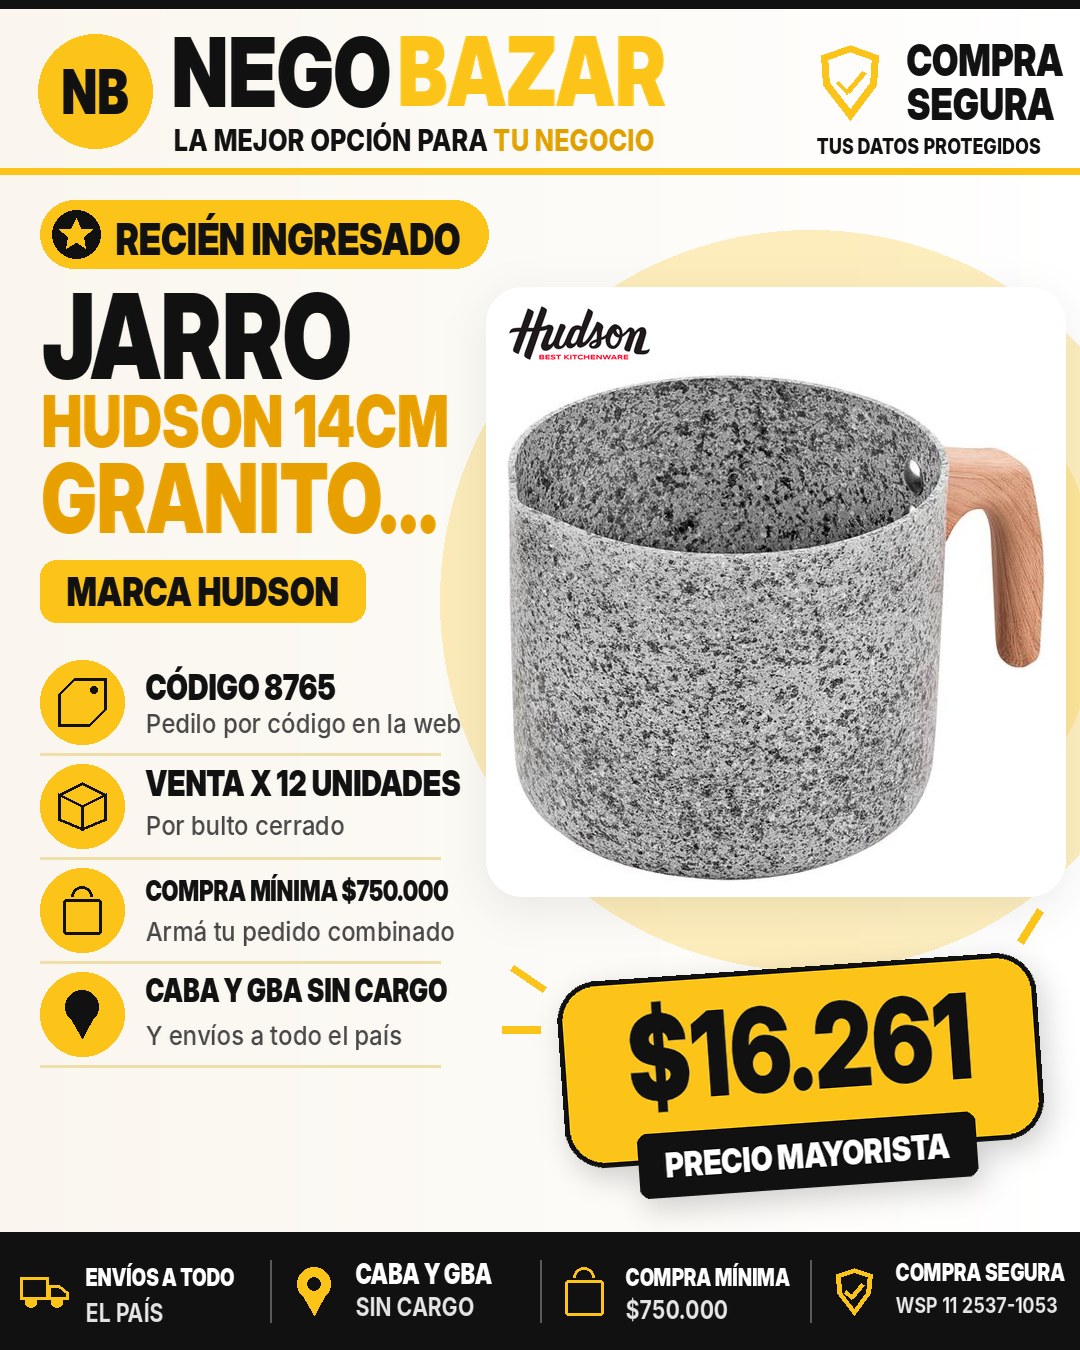 NB
NEGOBAZAR
LA MEJOR OPCIÓN PARA TU NEGOCIO
COMPRA
SEGURA
TUS DATOS PROTEGIDOS
RECIÉN INGRESADO
JARRO
HUDSON 14CM
GRANITO...
MARCA HUDSON
Hudson
BEST KITCHENWARE
CÓDIGO 8765
Pedilo por código en la web
VENTA X 12 UNIDADES
Por bulto cerrado
COMPRA MÍNIMA $750.000
Armá tu pedido combinado
CABA Y GBA SIN CARGO
Y envíos a todo el país
$16.261
PRECIO MAYORISTA
ENVÍOS A TODO
EL PAÍS
CABA Y GBA
SIN CARGO
COMPRA MÍNIMA
$750.000
COMPRA SEGURA
WSP 11 2537-1053